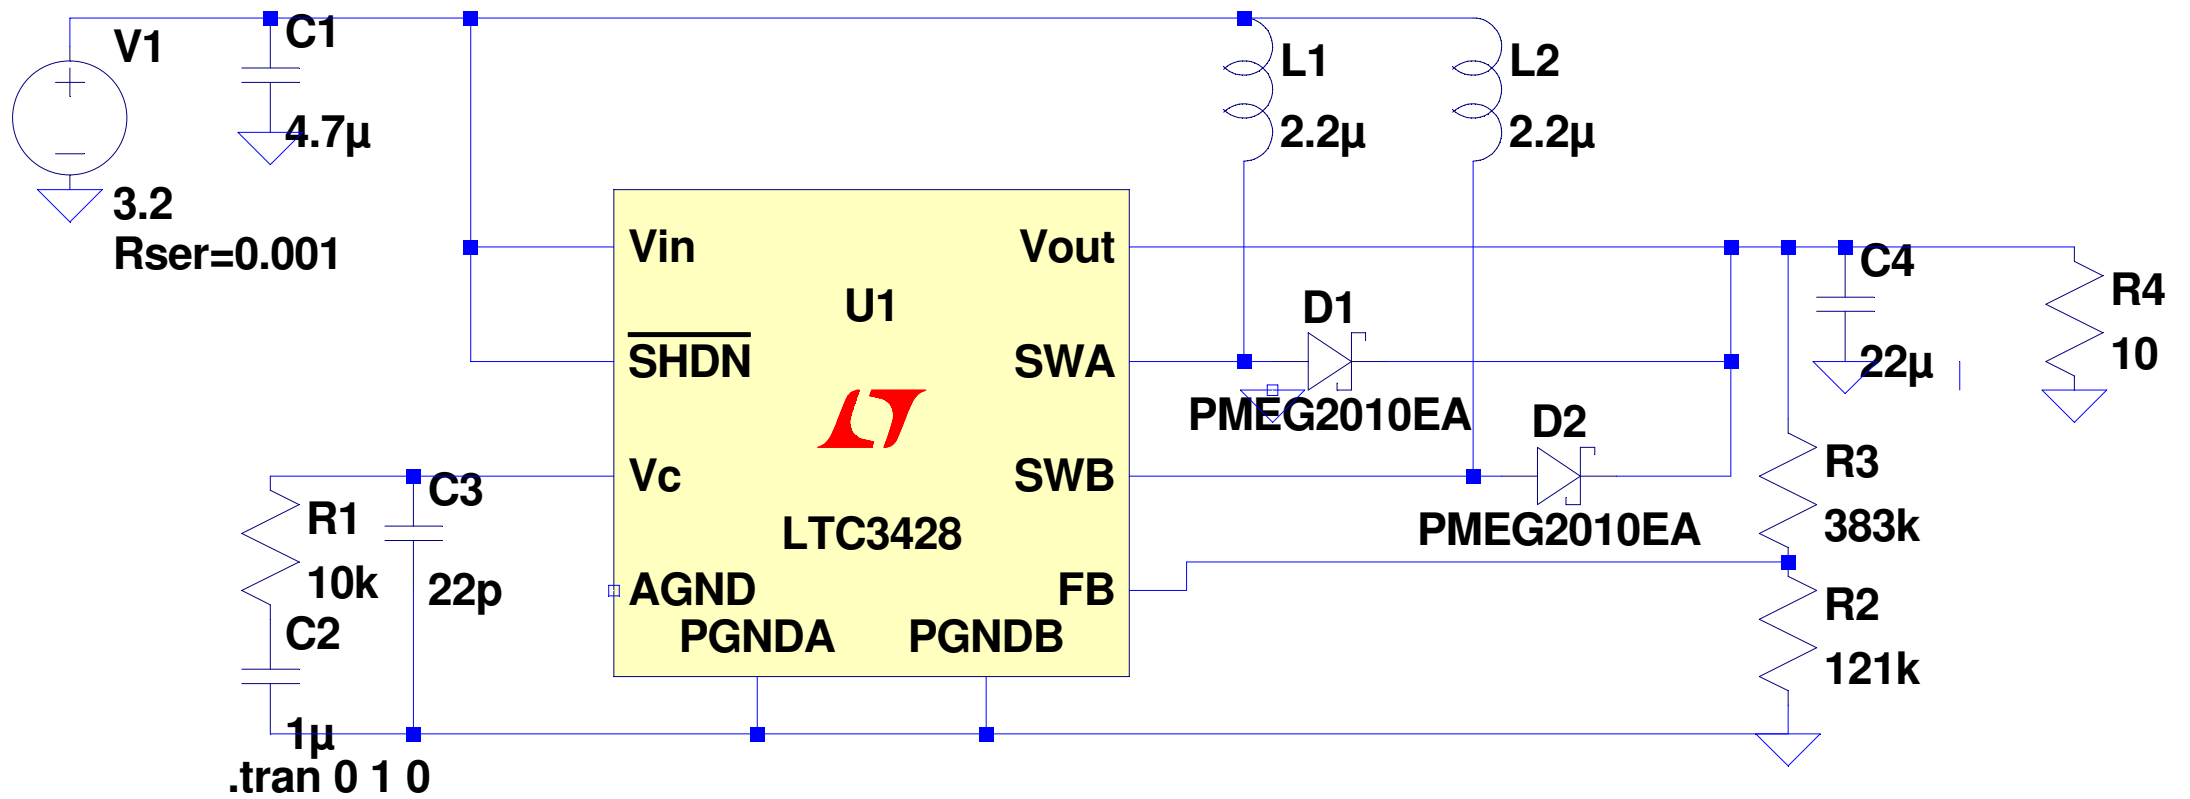 V1
3.2
Rser=0.001
C1
4.7µ
L1
2.2µ
L2
2.2µ
Vin
Vout
U1
SHDN
SWA
Vc
SWB
LTC3428
AGND
FB
PGNDA
PGNDB
D1
PMEG2010EA
D2
PMEG2010EA
C4
22µ
R4
10
R3
383k
R2
121k
R1
10k
C3
22p
C2
1µ
.tran 0 1 0